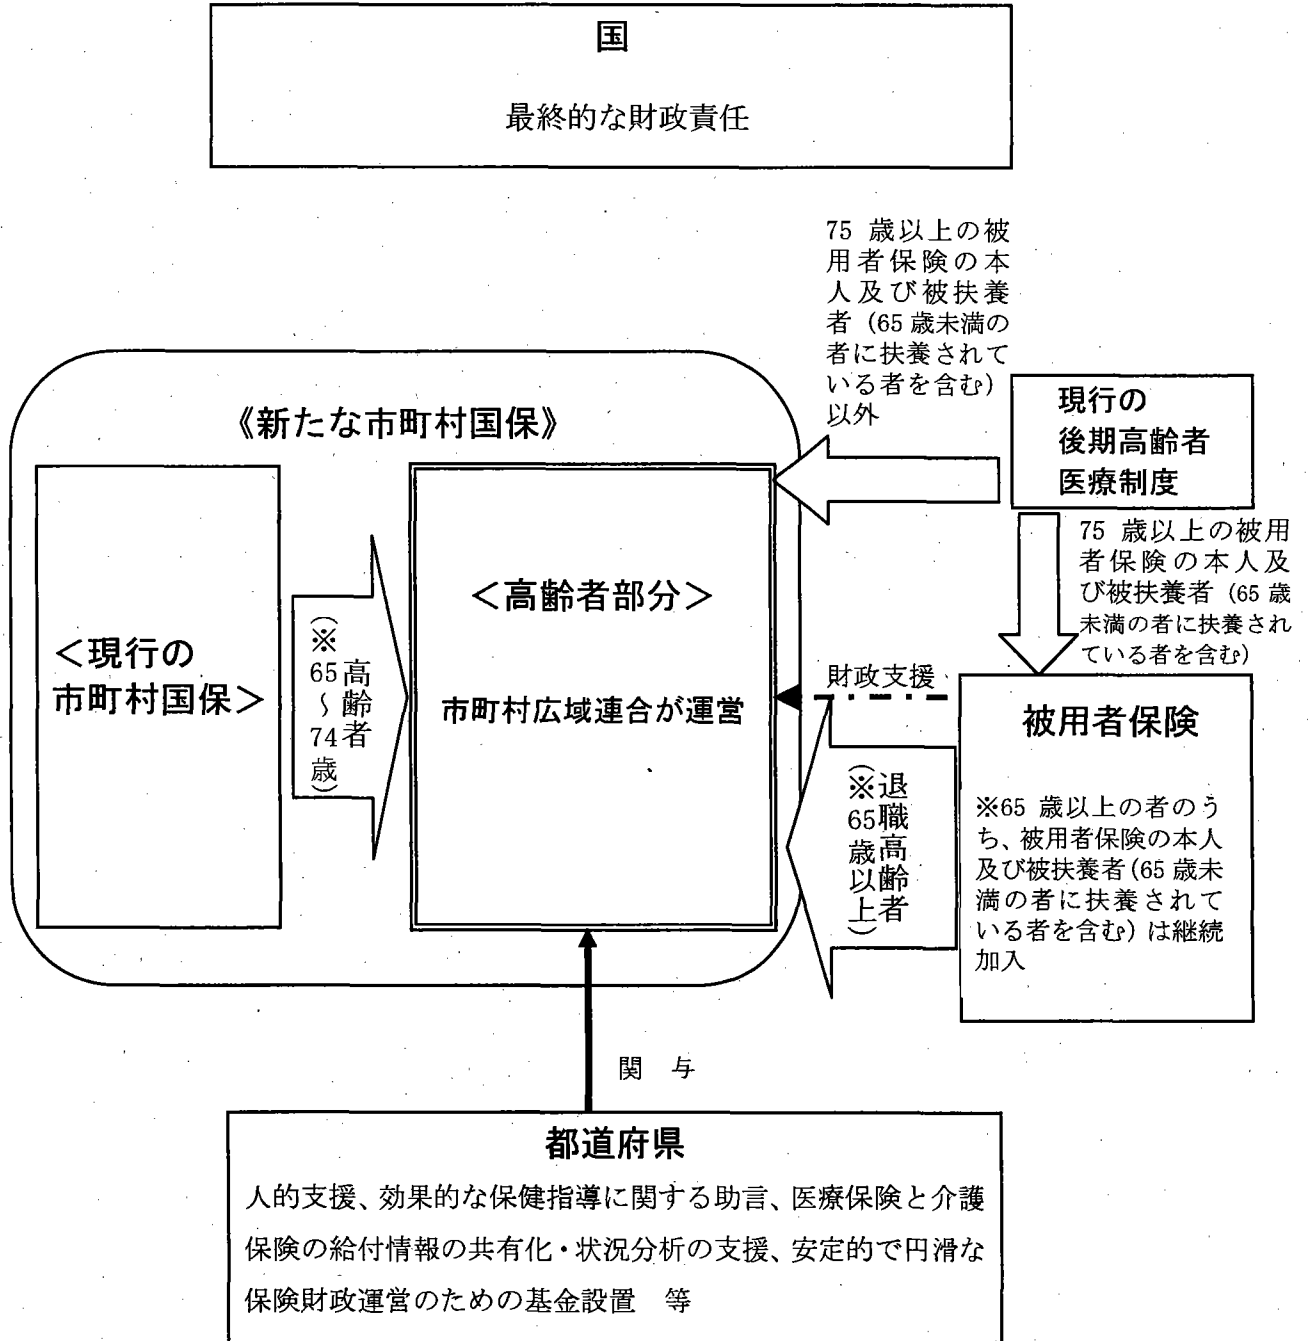 国
最終的な財政責任
75 歳以上の被
用者保険の本
人及び被扶養
者（65 歳未満の
者に扶養されて
いる者を含む）
以外
現行の
後期高齢者
医療制度
75 歳以上の被用
者保険の本人及
び被扶養者（65 歳
未満の者に扶養され
ている者を含む）
《新たな市町村国保》
＜現行の
市町村国保＞
高齢者
（※65～74歳）
＜高齢者部分＞
市町村広域連合が運営
財政支援
退職高齢者
（※65歳以上）
被用者保険
※65 歳以上の者のう
ち、被用者保険の本人
及び被扶養者（65 歳未
満の者に扶養されて
いる者を含む）は継続
加入
関 与
都道府県
人的支援、効果的な保健指導に関する助言、医療保険と介護
保険の給付情報の共有化・状況分析の支援、安定的で円滑な
保険財政運営のための基金設置 等